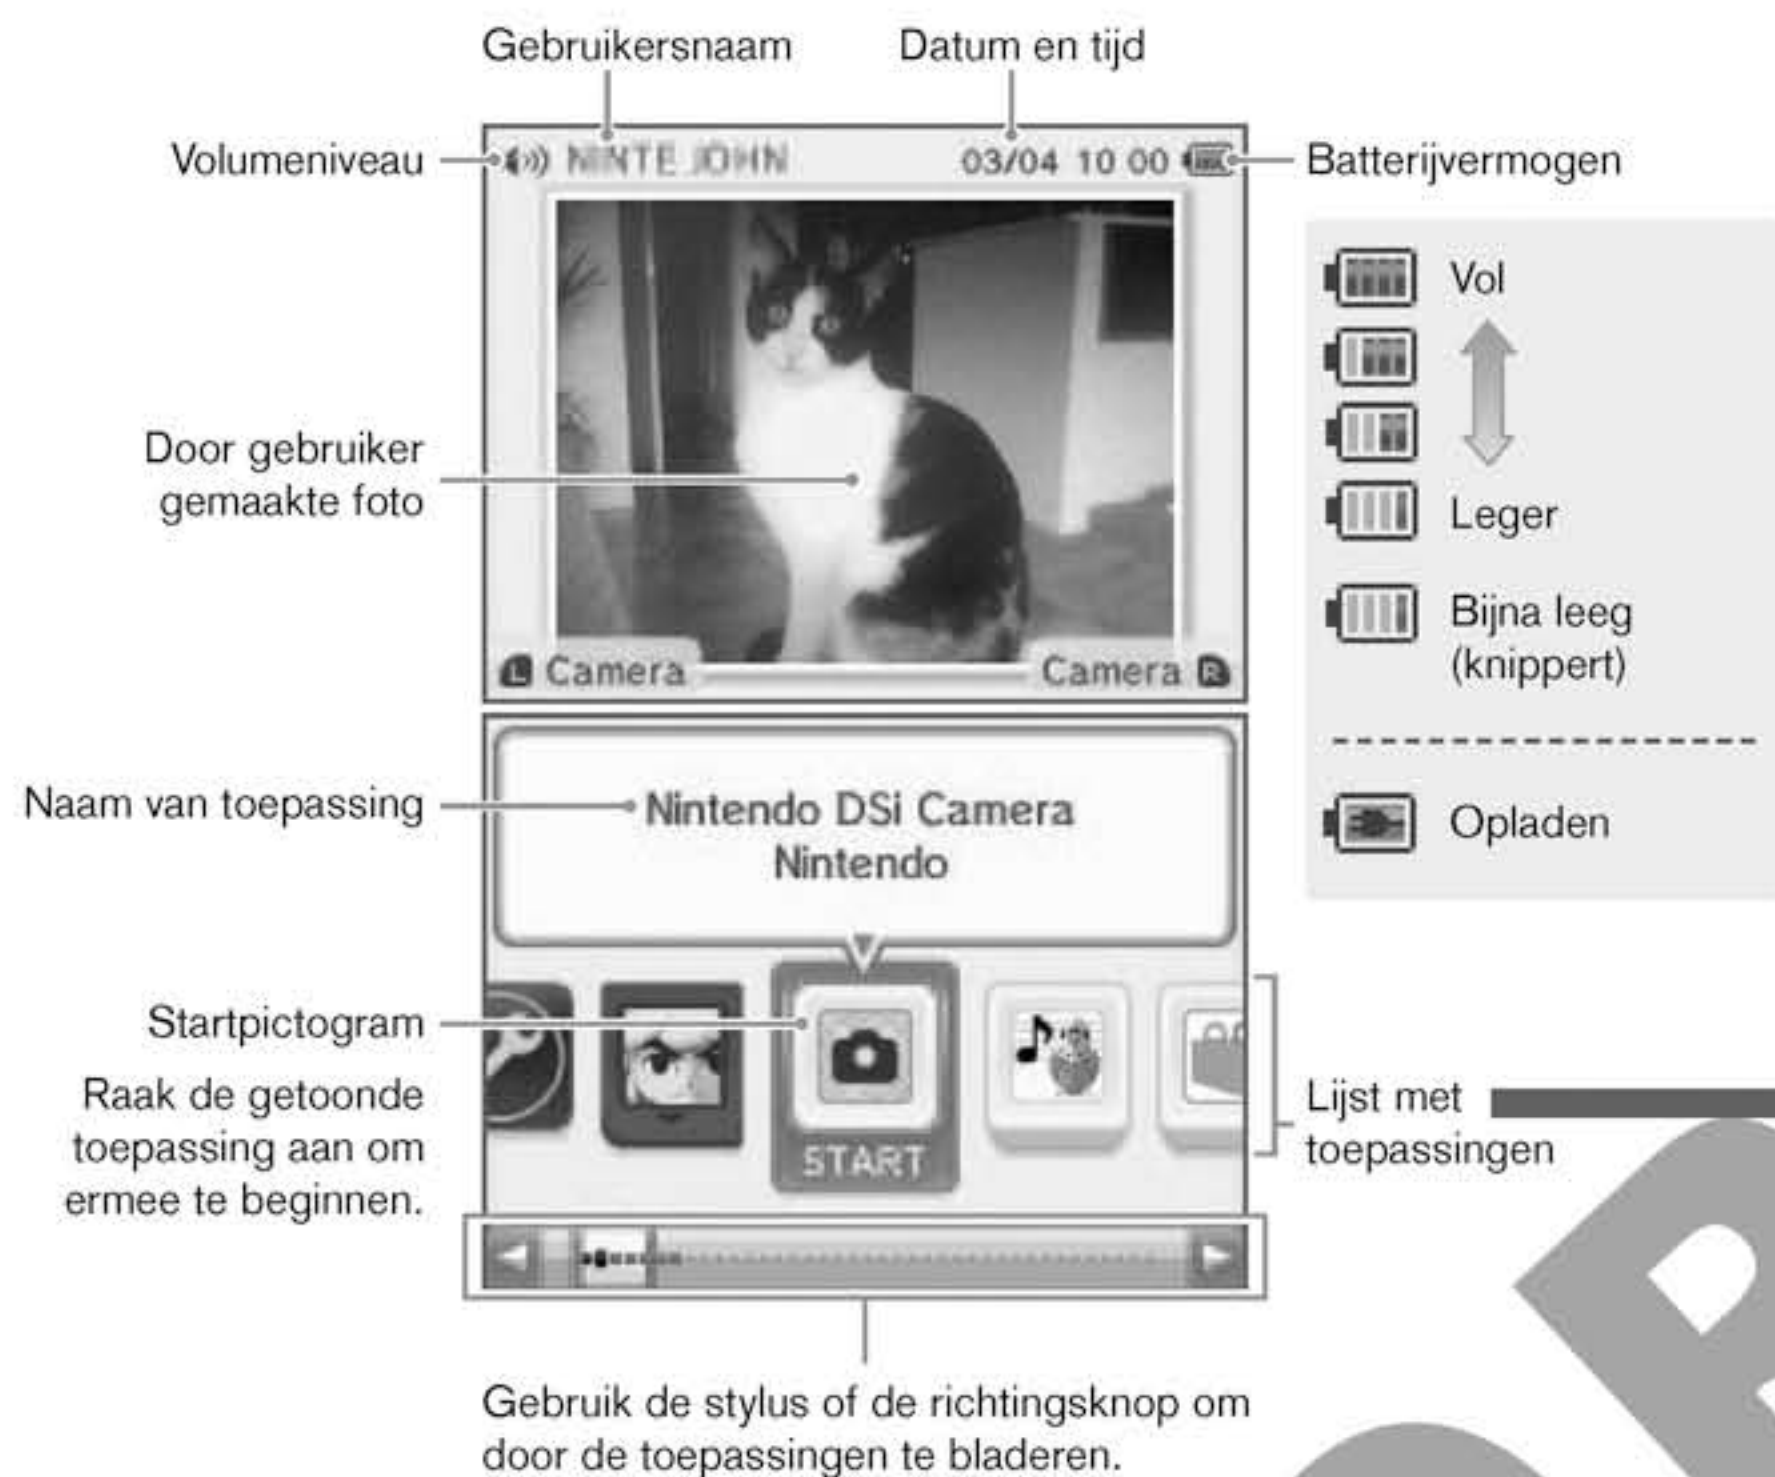 Gebruikersnaam
Datum en tijd
Volumeniveau
NINTE JOHN
03/04 10 00
Batterijvermogen
Vol
Leger
Bijna leeg
(knippert)
Opladen
Door gebruiker
gemaakte foto
L Camera
Camera R
Naam van toepassing
Nintendo DSi Camera
Nintendo
Startpictogram
Raak de getoonde
toepassing aan om
ermee te beginnen.
START
Lijst met
toepassingen
Gebruik de stylus of de richtingsknop om
door de toepassingen te bladeren.